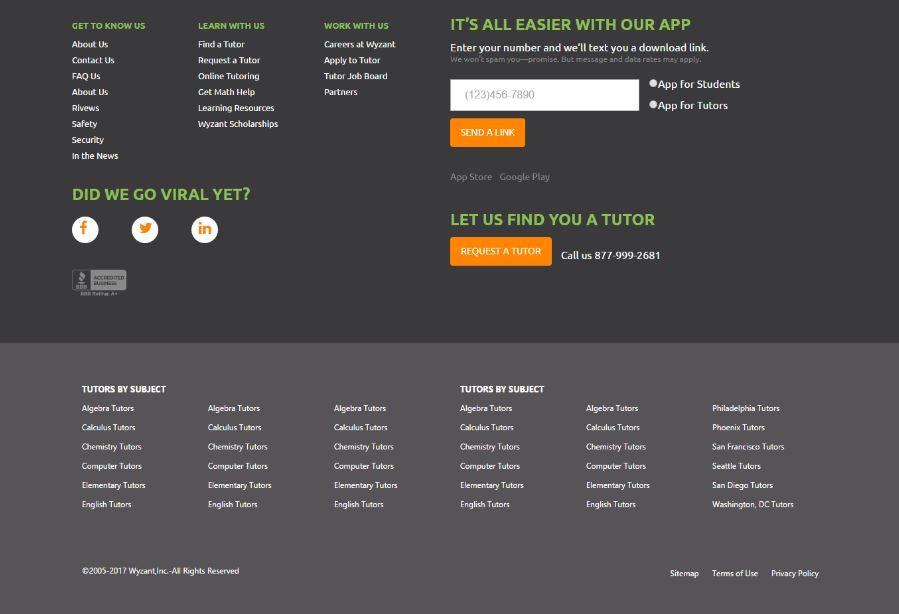 GET TO KNOW US
About Us
Contact Us
FAQ Us
About Us
Rivews
Safety
Security
In the News
LEARN WITH US
Find a Tutor
Request a Tutor
Online Tutoring
Get Math Help
Learning Resources
Wyzant Scholarships
WORK WITH US
Careers at Wyzant
Apply to Tutor
Tutor Job Board
Partners
DID WE GO VIRAL YET?
f
in
BBB
ACCREDITED
BUSINESS
BBB Rating: A+
IT'S ALL EASIER WITH OUR APP
Enter your number and we'll text you a download link.
We won't spam you—promise. But message and data rates may apply.
(123)456-7890
App for Students
App for Tutors
SEND A LINK
App Store Google Play
LET US FIND YOU A TUTOR
REQUEST A TUTOR
Call us 877-999-2681
TUTORS BY SUBJECT
Algebra Tutors
Calculus Tutors
Chemistry Tutors
Computer Tutors
Elementary Tutors
English Tutors
Algebra Tutors
Calculus Tutors
Chemistry Tutors
Computer Tutors
Elementary Tutors
English Tutors
Algebra Tutors
Calculus Tutors
Chemistry Tutors
Computer Tutors
Elementary Tutors
English Tutors
TUTORS BY SUBJECT
Algebra Tutors
Calculus Tutors
Chemistry Tutors
Computer Tutors
Elementary Tutors
English Tutors
Algebra Tutors
Calculus Tutors
Chemistry Tutors
Computer Tutors
Elementary Tutors
English Tutors
Philadelphia Tutors
Phoenix Tutors
San Francisco Tutors
Seattle Tutors
San Diego Tutors
Washington, DC Tutors
©2005-2017 Wyzant,Inc.-All Rights Reserved
Sitemap Terms of Use Privacy Policy